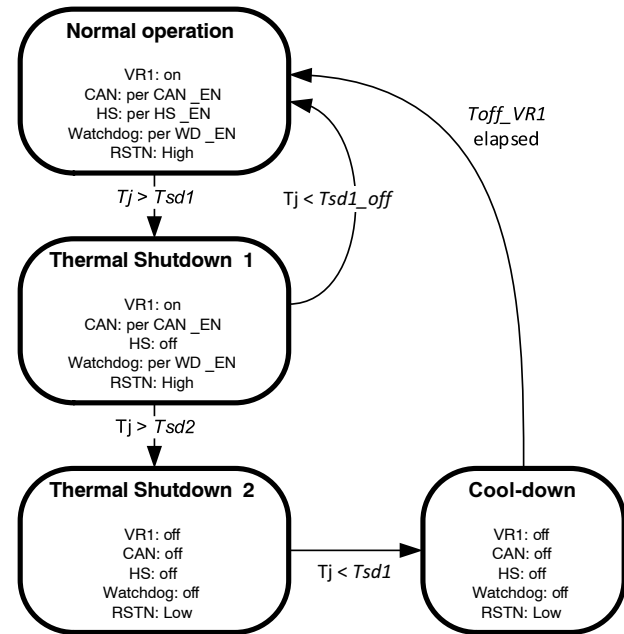 Normal operation
VR1: on
CAN: per CAN _EN
HS: per HS _EN
Watchdog: per WD _EN
RSTN: High
Toff_VR1
elapsed
Tj > Tsd1
Tj < Tsd1_off
Thermal Shutdown 1
VR1: on
CAN: per CAN _EN
HS: off
Watchdog: per WD _EN
RSTN: High
Tj > Tsd2
Thermal Shutdown 2
VR1: off
CAN: off
HS: off
Watchdog: off
RSTN: Low
Tj < Tsd1
Cool-down
VR1: off
CAN: off
HS: off
Watchdog: off
RSTN: Low